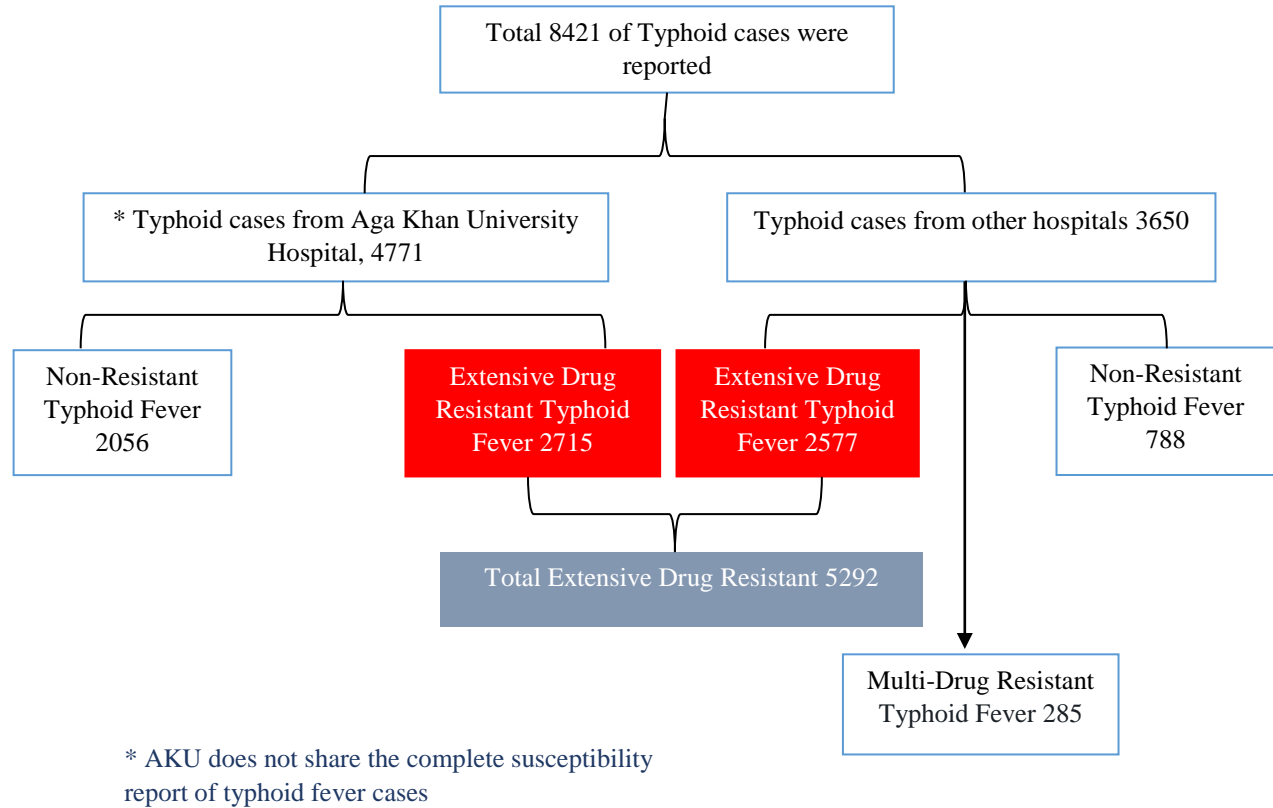 Total 8421 of Typhoid cases were
reported
* Typhoid cases from Aga Khan University
Hospital, 4771
Typhoid cases from other hospitals 3650
Non-Resistant
Typhoid Fever
2056
Extensive Drug
Resistant Typhoid
Fever 2715
Extensive Drug
Resistant Typhoid
Fever 2577
Non-Resistant
Typhoid Fever
788
Total Extensive Drug Resistant 5292
Multi-Drug Resistant
Typhoid Fever 285
* AKU does not share the complete susceptibility
report of typhoid fever cases